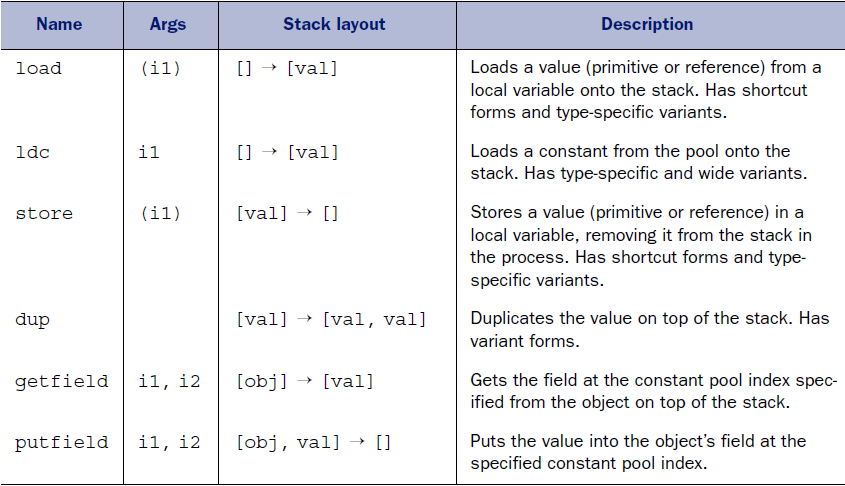 Name Args Stack layout Description
load (i1) [] → [val] Loads a value (primitive or reference) from a
local variable onto the stack. Has shortcut
forms and type-specific variants.
ldc i1 [] → [val] Loads a constant from the pool onto the
stack. Has type-specific and wide variants.
store (i1) [val] → [] Stores a value (primitive or reference) in a
local variable, removing it from the stack in
the process. Has shortcut forms and type-
specific variants.
dup [val] → [val, val] Duplicates the value on top of the stack. Has
variant forms.
getfield i1, i2 [obj] → [val] Gets the field at the constant pool index spec-
ified from the object on top of the stack.
putfield i1, i2 [obj, val] → [] Puts the value into the object’s field at the
specified constant pool index.